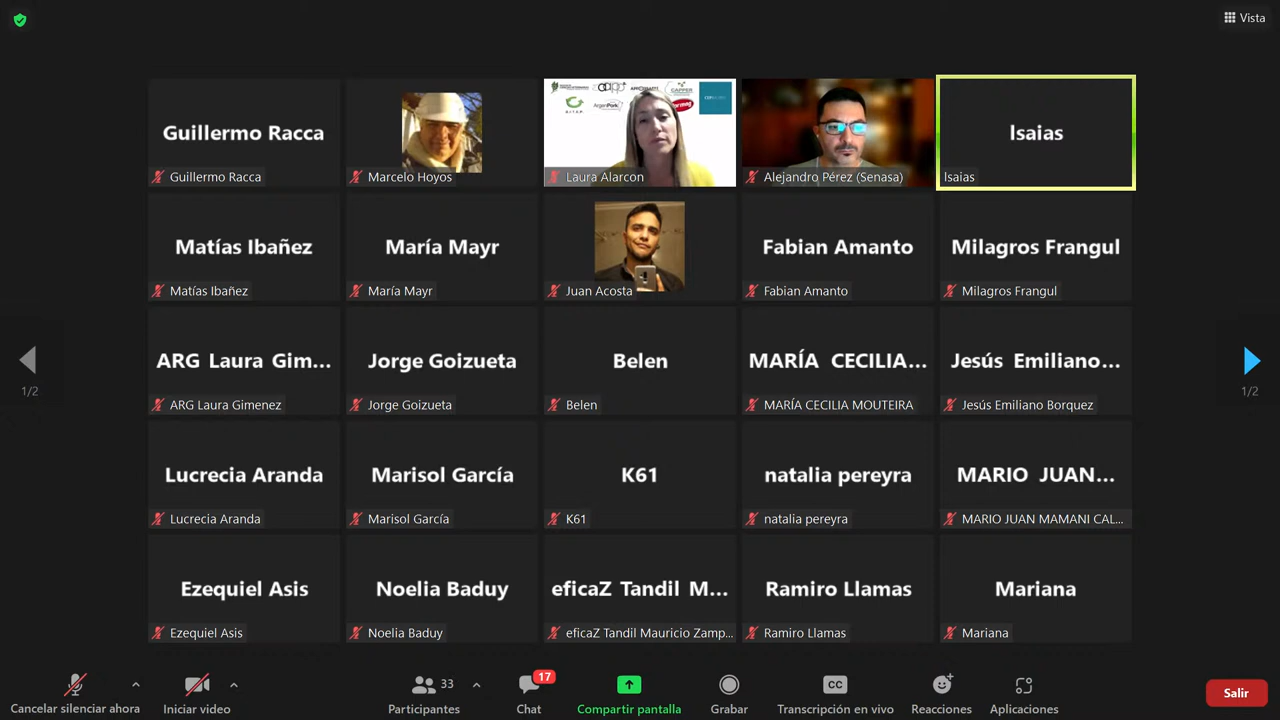 Vista
Guillermo Racca
Guillermo Racca
Marcelo Hoyos
Laura Alarcon
Alejandro Pérez (Senasa)
Isaias
Isaias
Matías Ibañez
Matías Ibañez
María Mayr
María Mayr
Juan Acosta
Fabian Amanto
Fabian Amanto
Milagros Frangul
Milagros Frangul
ARG Laura Gim...
ARG Laura Gimenez
Jorge Goizueta
Jorge Goizueta
Belen
Belen
MARÍA CECILIA...
MARÍA CECILIA MOUTEIRA
Jesús Emiliano...
Jesús Emiliano Borquez
Lucrecia Aranda
Lucrecia Aranda
Marisol García
Marisol García
K61
K61
natalia pereyra
natalia pereyra
MARIO JUAN...
MARIO JUAN MAMANI CAL...
Ezequiel Asis
Ezequiel Asis
Noelia Baduy
Noelia Baduy
eficaZ Tandil M...
eficaZ Tandil Mauricio Zamp...
Ramiro Llamas
Ramiro Llamas
Mariana
Mariana
1/2
1/2
Cancelar silenciar ahora
Iniciar video
33
Participantes
17
Chat
Compartir pantalla
Grabar
CC
Transcripción en vivo
Reacciones
Aplicaciones
Salir